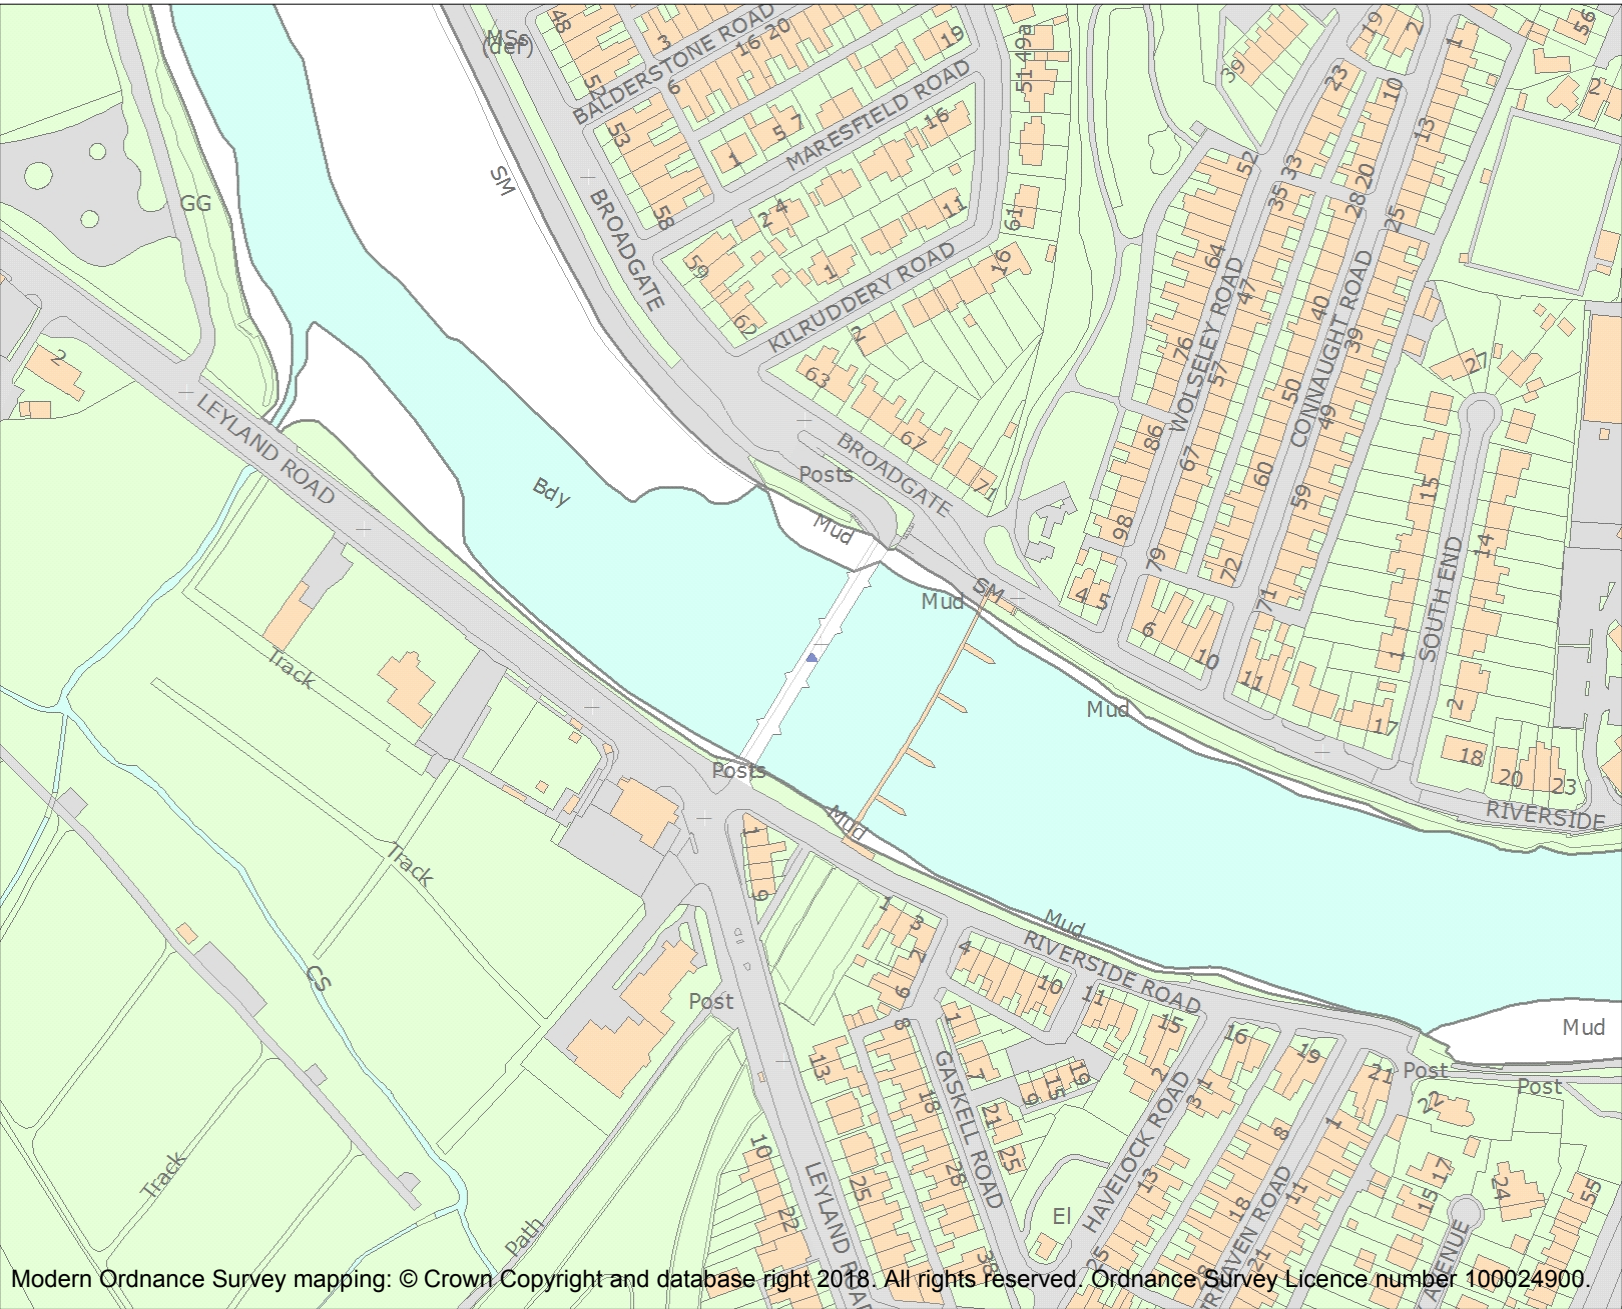 48
MSs
(def)
52
BALDERSTONE ROAD
3
16 20
6
19
5149a
19
2
1
56
39
23
10
2
53
5 7
1
MARESFIELD ROAD
16
13
SM
GG
BROADGATE
58
2 4
11
61
52
33
35
20
28
25
59
1
62
KILRUDDERY ROAD
16
2
64
WOLSELEY ROAD
47
CONNAUGHT ROAD
40
39
2
63
76
57
27
LEYLAND ROAD
67
BROADGATE
71
Posts
86
50
49
67
60
59
15
Bdy
Mud
98
79
72
71
14
SOUTH END
SM
Mud
4 5
6
10
11
1
2
17
18
20
23
Track
Mud
Posts
RIVERSIDE
Mud
1
9
Track
1
3
2
6
8
4
Mud
RIVERSIDE ROAD
10
11
15
16
19
21
Mud
CS
Post
Post
Post
22
13
1
7
GASKELL ROAD
18
9
15
19
21
25
2
1
3
HAVELOCK ROAD
8
1
Track
10
LEYLAND ROAD
25
28
13
18
11
17
15
24
55
22
El
Path
38
25
28
21
AVENUE
Modern Ordnance Survey mapping: © Crown Copyright and database right 2018. All rights reserved. Ordnance Survey Licence number 100024900.